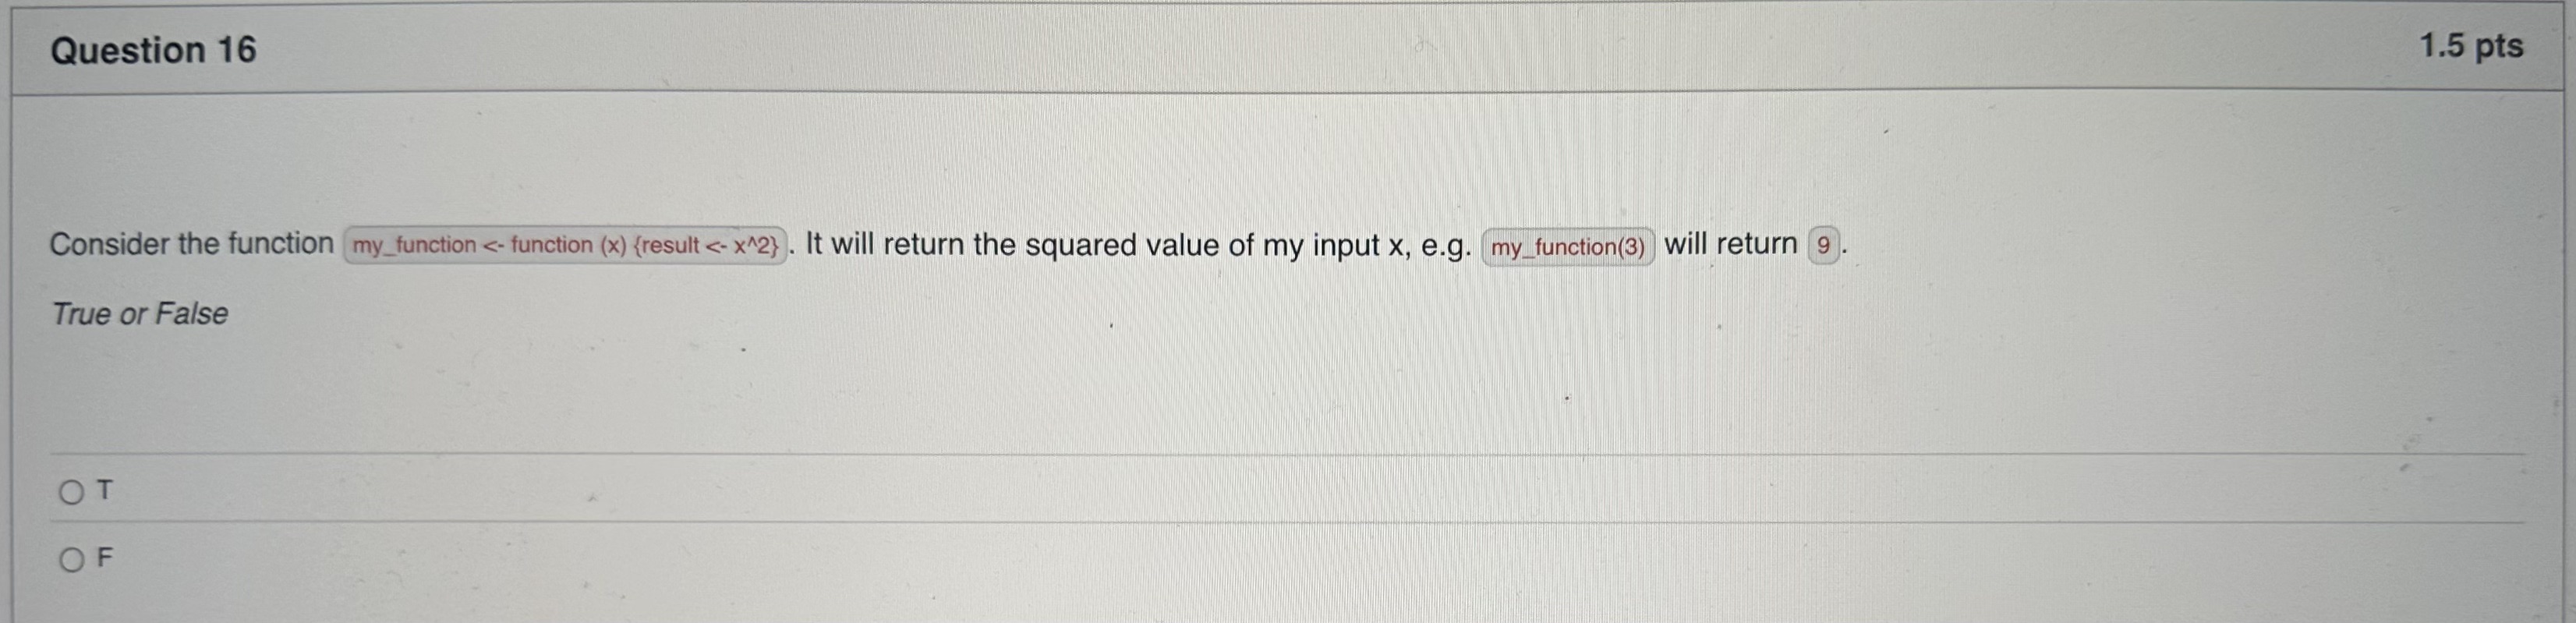 Question 16
1.5 pts
Consider the function my_function <- function (x) {result <- x^2}. It will return the squared value of my input x, e.g. my_function(3) will return 9.
True or False
T
F